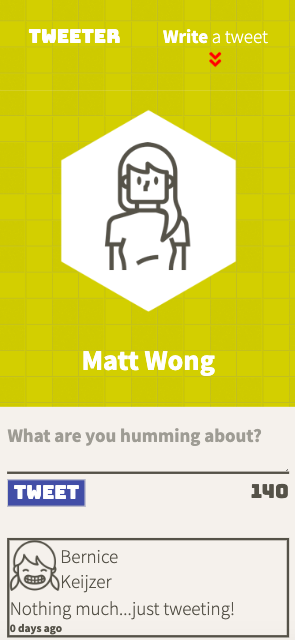 TWEETER
Write a tweet
Matt Wong
What are you humming about?
TWEET
140
Bernice
Keijzer
Nothing much...just tweeting!
0 days ago